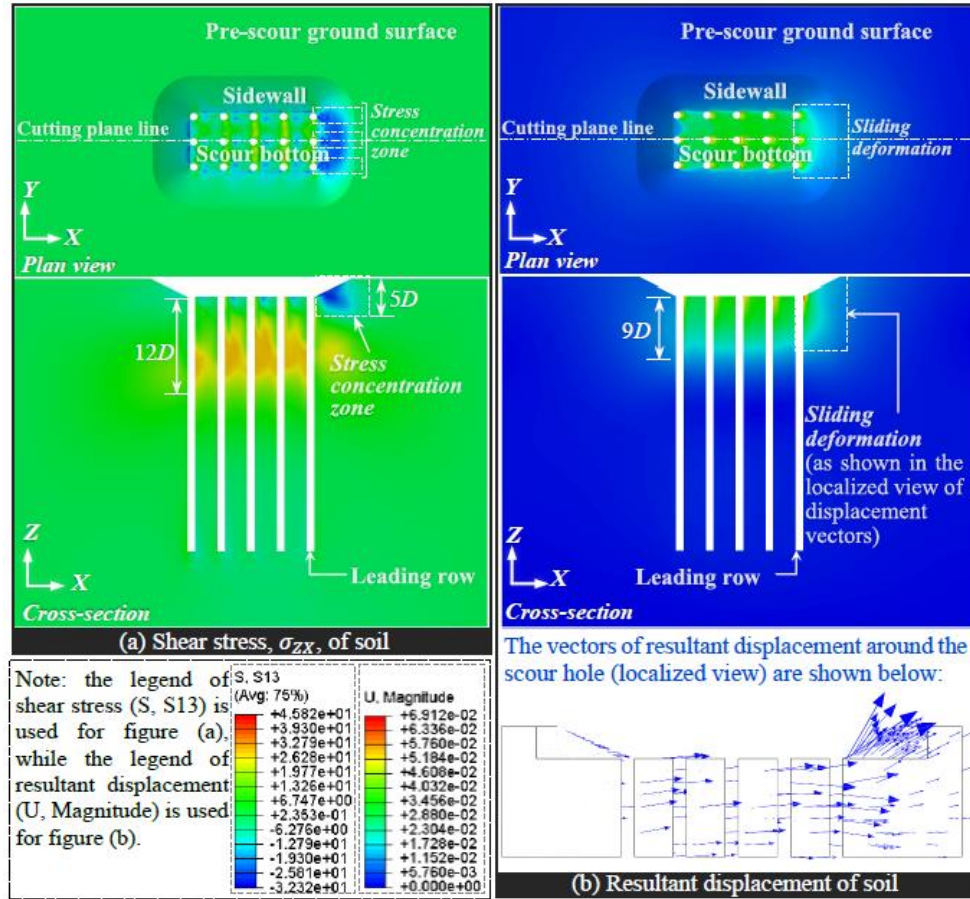 Pre-scour ground surface
Sidewall
Stress
concentration
zone
Cutting plane line
Scour bottom
Y
X
Plan view
5D
12D
Stress
concentration
zone
Z
X
Leading row
Cross-section
(a) Shear stress, σZX, of soil
Note: the legend of
shear stress (S, S13) is
used for figure (a),
while the legend of
resultant displacement
(U, Magnitude) is used
for figure (b).
S, S13
(Avg: 75%)
+4.582e+01
+3.930e+01
+3.279e+01
+2.628e+01
+1.977e+01
+1.326e+01
+6.747e+00
+2.353e-01
-6.276e+00
-1.279e+01
-1.930e+01
-2.581e+01
-3.232e+01
U, Magnitude
+6.912e-02
+6.336e-02
+5.760e-02
+5.184e-02
+4.608e-02
+4.032e-02
+3.456e-02
+2.880e-02
+2.304e-02
+1.728e-02
+1.152e-02
+5.760e-03
+0.000e+00
Pre-scour ground surface
Sidewall
Sliding
deformation
Cutting plane line
Scour bottom
Y
X
Plan view
9D
Sliding
deformation
(as shown in the
localized view of
displacement
vectors)
Z
X
Leading row
Cross-section
The vectors of resultant displacement around the
scour hole (localized view) are shown below:
(b) Resultant displacement of soil